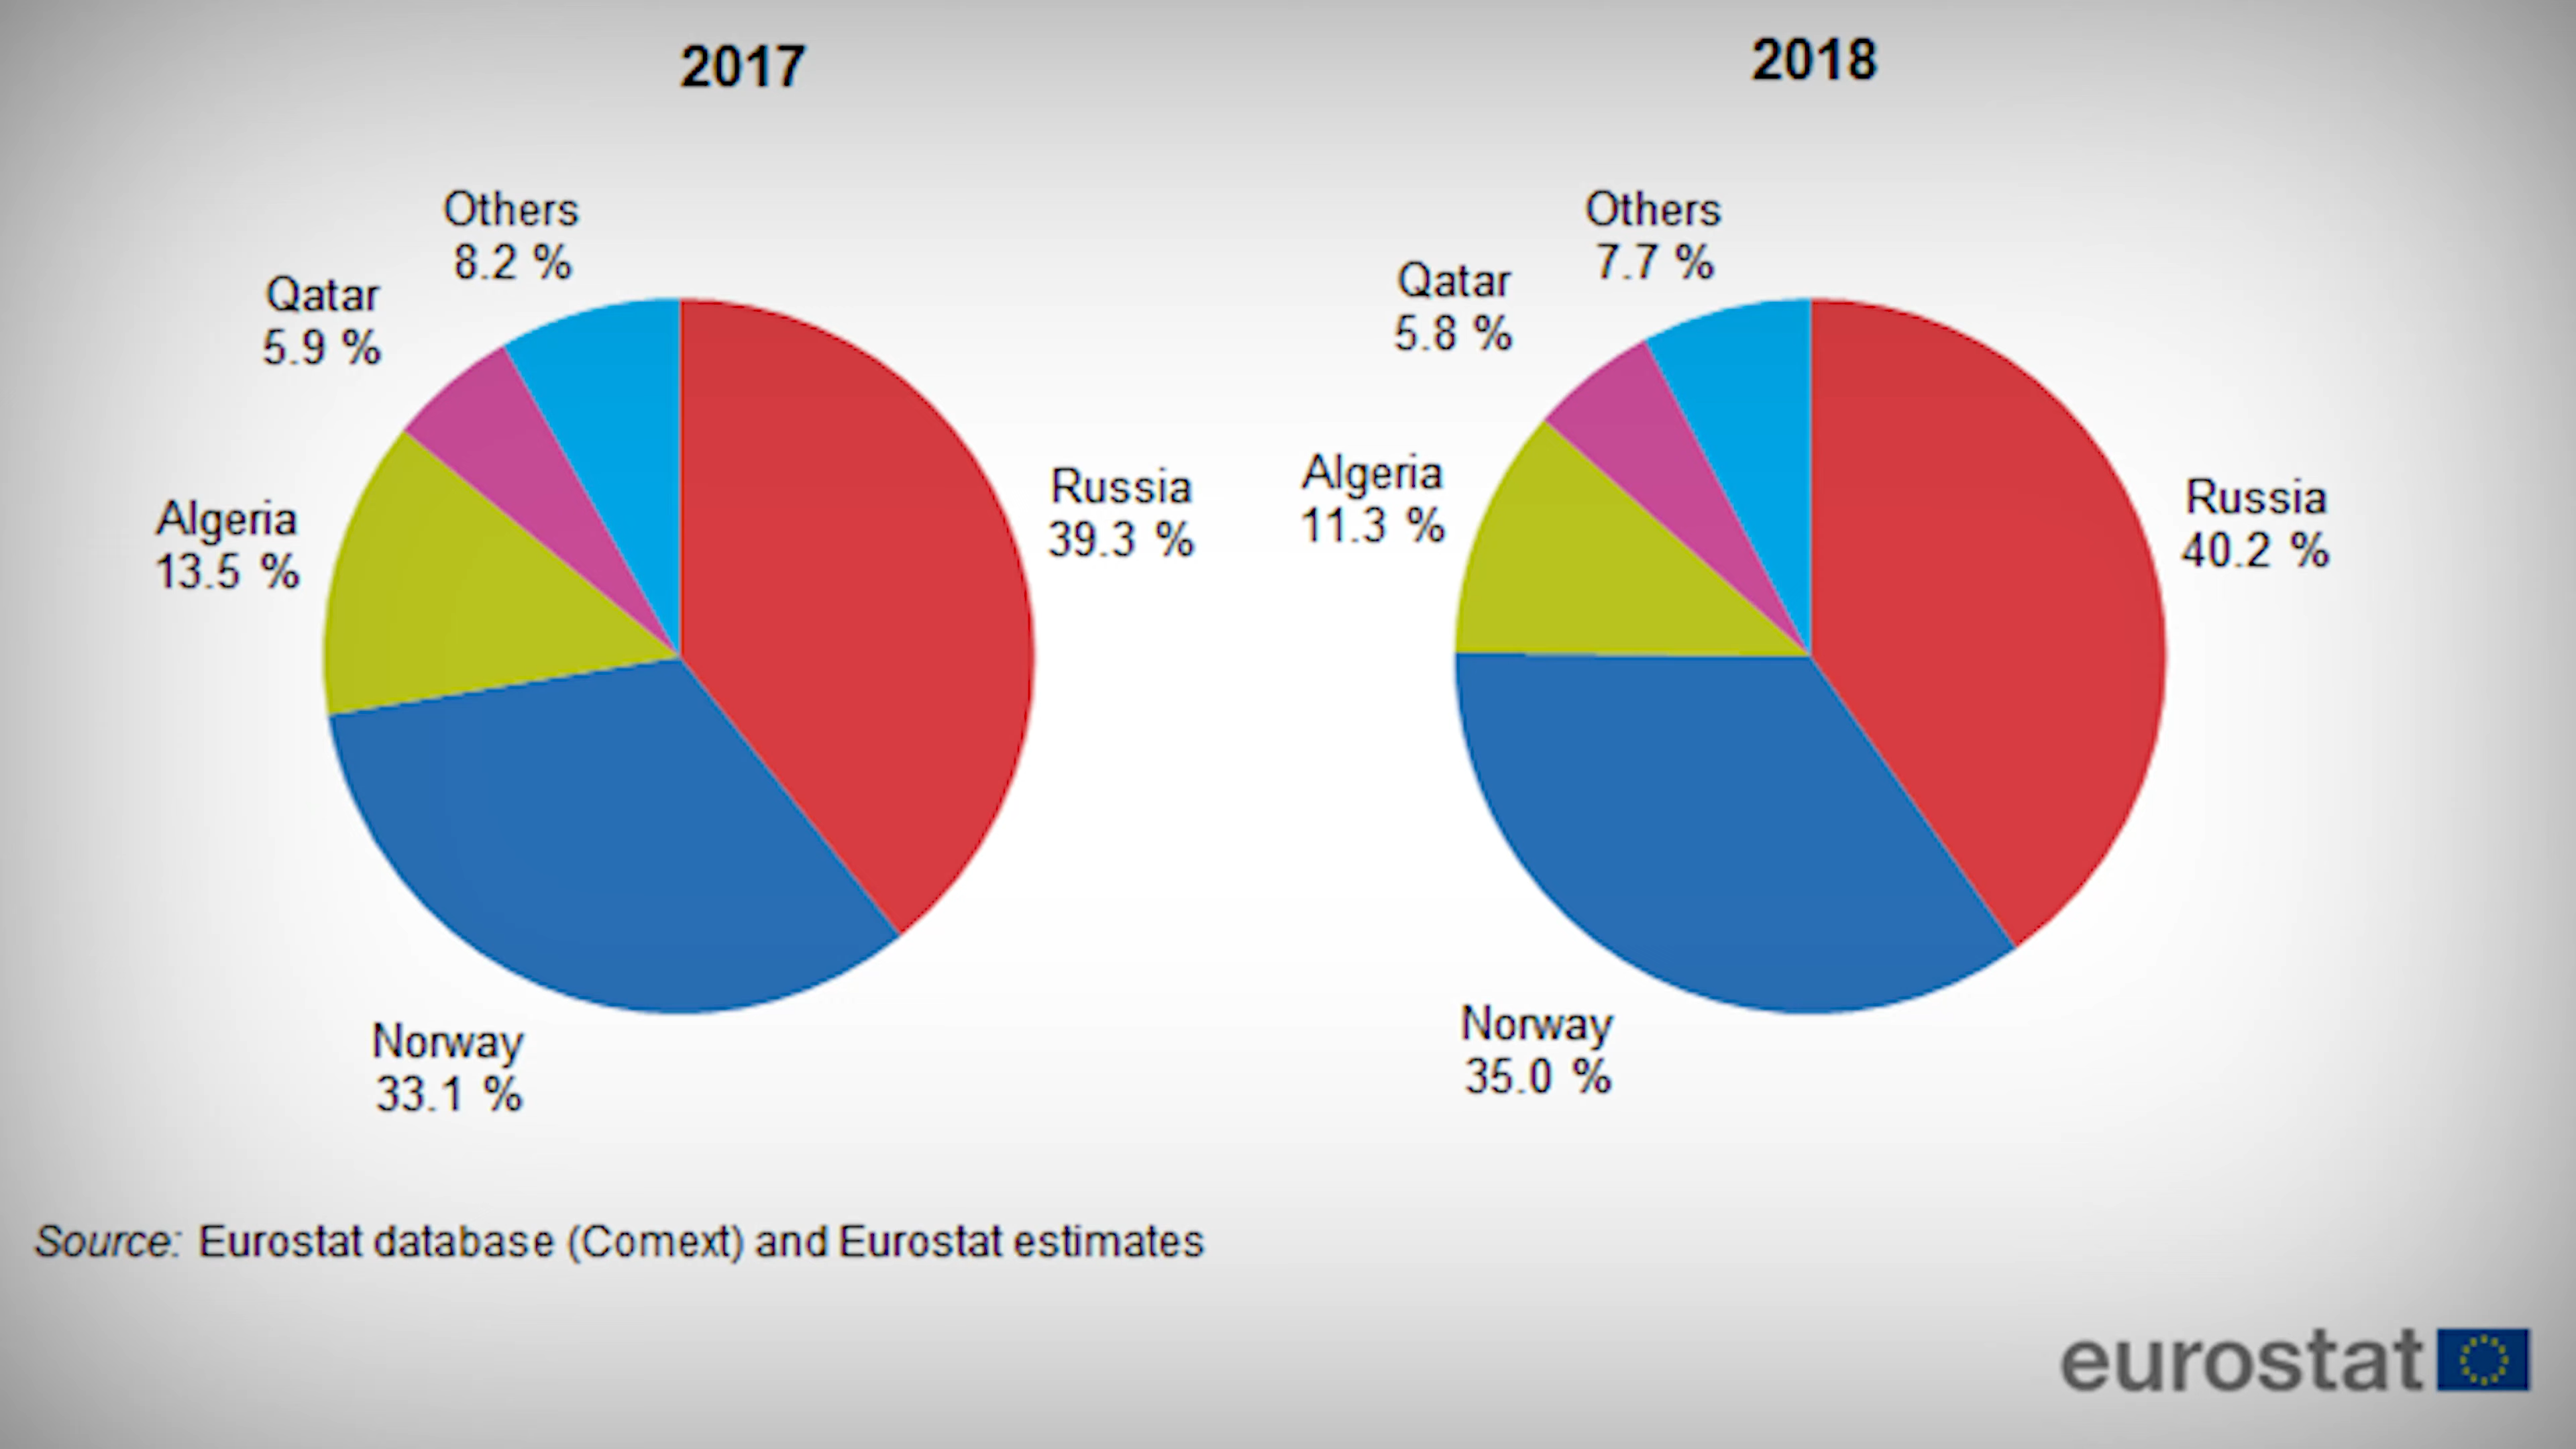 2017
Others
8.2 %
Qatar
5.9 %
Algeria
13.5 %
Russia
39.3 %
Norway
33.1 %
2018
Others
7.7 %
Qatar
5.8 %
Algeria
11.3 %
Russia
40.2 %
Norway
35.0 %
Source: Eurostat database (Comext) and Eurostat estimates
eurostat